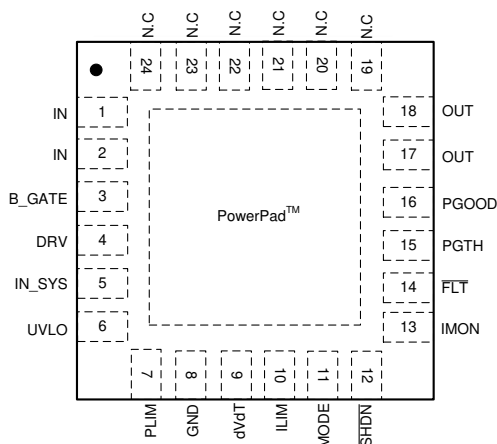 N.C N.C N.C N.C N.C N.C
24 23 22 21 20 19
IN 1
IN 2
B_GATE 3
DRV 4
IN_SYS 5
UVLO 6
PowerPad™
18 OUT
17 OUT
16 PGOOD
15 PGTH
14 FLT
13 IMON
7 8 9 10 11 12
PLIM GND dVdT ILIM MODE SHDN